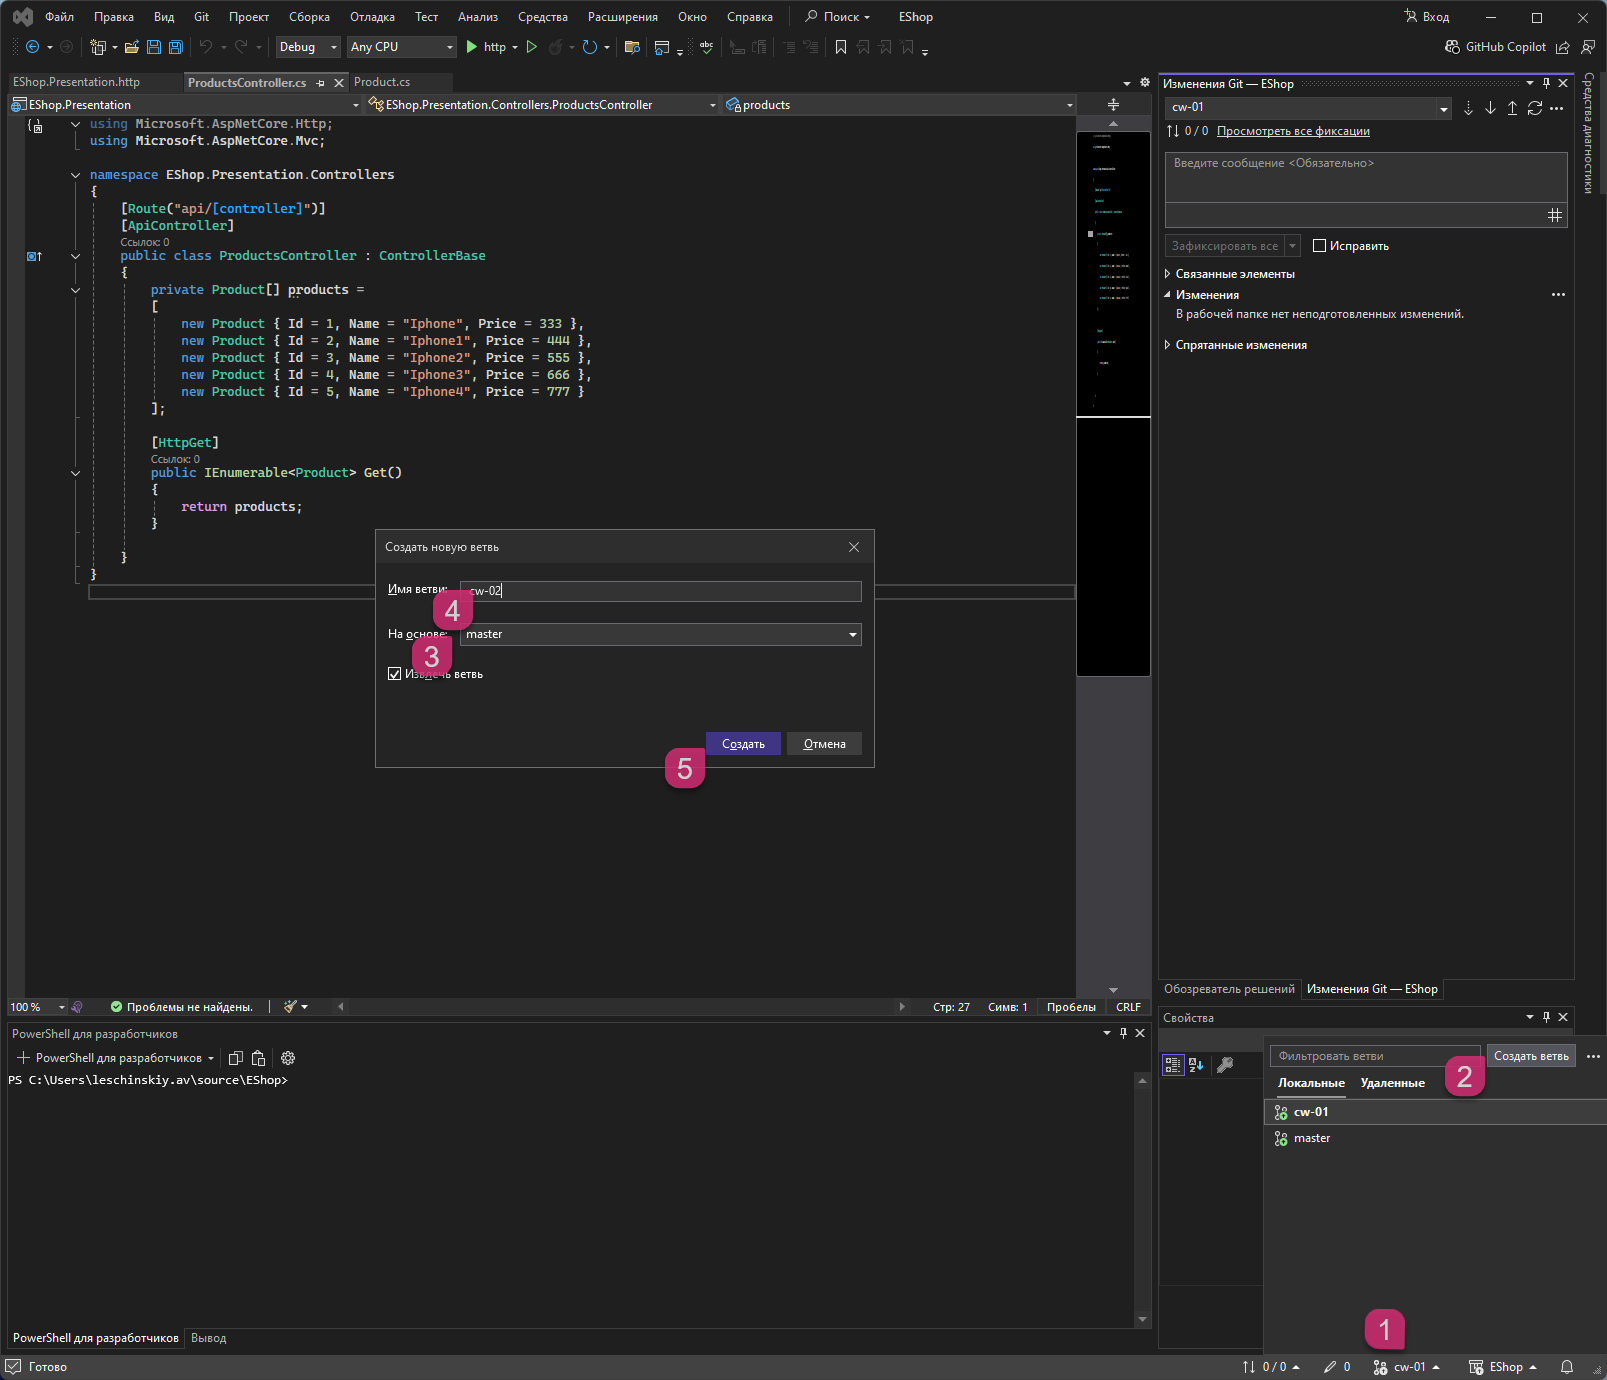 Файл Правка Вид Git Проект Сборка Отладка Тест Анализ Средства Расширения Окно Справка Поиск EShop Вход
Debug Any CPU http abc GitHub Copilot
EShop.Presentation.http ProductsController.cs Product.cs
EShop.Presentation EShop.Presentation.Controllers.ProductsController products
using Microsoft.AspNetCore.Http;
using Microsoft.AspNetCore.Mvc;
namespace EShop.Presentation.Controllers
{
[Route("api/[controller]")]
[ApiController]
Ссылок: 0
public class ProductsController : ControllerBase
{
private Product[] products =
[
new Product { Id = 1, Name = "Iphone", Price = 333 },
new Product { Id = 2, Name = "Iphone1", Price = 444 },
new Product { Id = 3, Name = "Iphone2", Price = 555 },
new Product { Id = 4, Name = "Iphone3", Price = 666 },
new Product { Id = 5, Name = "Iphone4", Price = 777 }
];
[HttpGet]
Ссылок: 0
public IEnumerable<Product> Get()
{
return products;
}
}
}
Создать новую ветвь
Имя ветви: cw-02
4
На основе: master
3
Извлечь ветвь
Создать Отмена
5
100 % Проблемы не найдены. Стр: 27 Симв: 1 Пробелы CRLF
PowerShell для разработчиков
PowerShell для разработчиков
PS C:\Users\leschinskiy.av\source\EShop>
PowerShell для разработчиков Вывод
Изменения Git — EShop
cw-01
0 / 0 Просмотреть все фиксации
Введите сообщение <Обязательно>
Зафиксировать все Исправить
Связанные элементы
Изменения
В рабочей папке нет неподготовленных изменений.
Спрятанные изменения
Обозреватель решений Изменения Git — EShop
Средства диагностики
Свойства
Фильтровать ветви Создать ветвь
2
Локальные Удаленные
cw-01
master
1
Готово 0 / 0 0 cw-01 EShop